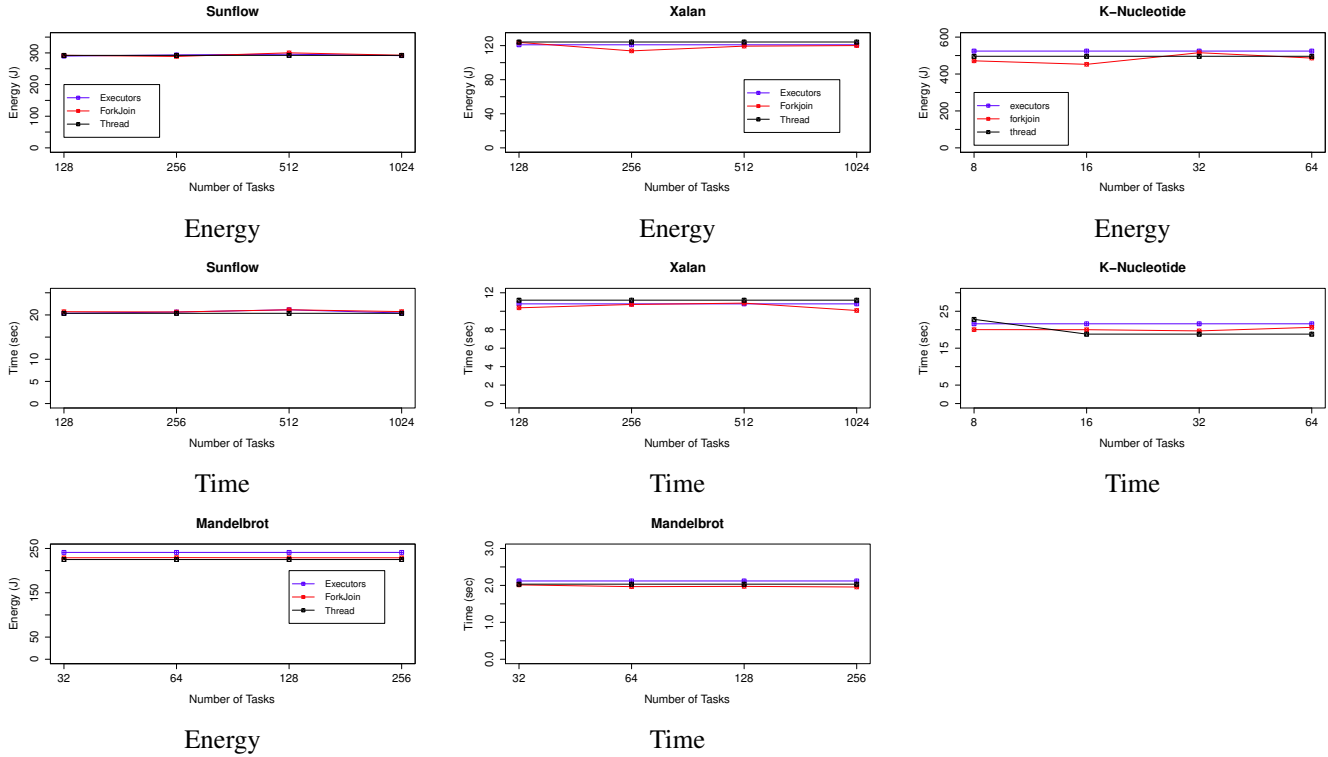 Sunflow
Energy (J)
0
100
200
300
128
256
512
1024
Number of Tasks
Executors
ForkJoin
Thread
Energy
Xalan
Energy (J)
0
40
80
120
128
256
512
1024
Number of Tasks
Executors
Forkjoin
Thread
Energy
K−Nucleotide
Energy (J)
0
200
400
600
8
16
32
64
Number of Tasks
executors
forkjoin
thread
Energy
Sunflow
Time (sec)
0
5
10
20
128
256
512
1024
Number of Tasks
Time
Xalan
Time (sec)
0
2
4
6
8
12
128
256
512
1024
Number of Tasks
Time
K−Nucleotide
Time (sec)
0
5
15
25
8
16
32
64
Number of Tasks
Time
Mandelbrot
Energy (J)
0
50
150
250
32
64
128
256
Number of Tasks
Executors
ForkJoin
Thread
Energy
Mandelbrot
Time (sec)
0.0
1.0
2.0
3.0
32
64
128
256
Number of Tasks
Time